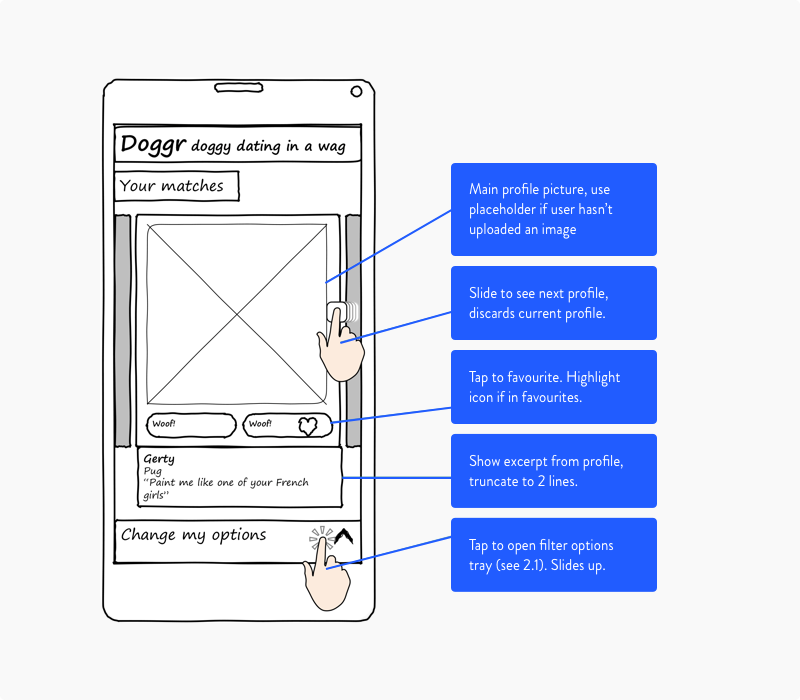 Doggr doggy dating in a wag
Your matches
Woof!
Woof!
Gerty
Pug
“Paint me like one of your French
girls”
Change my options
Main profile picture, use
placeholder if user hasn’t
uploaded an image
Slide to see next profile,
discards current profile.
Tap to favourite. Highlight
icon if in favourites.
Show excerpt from profile,
truncate to 2 lines.
Tap to open filter options
tray (see 2.1). Slides up.